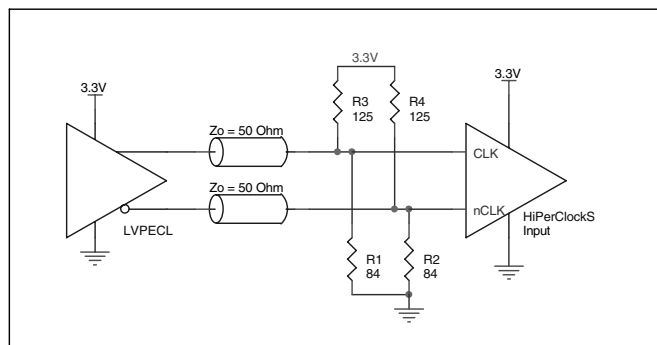 3.3V
3.3V
3.3V
R3
125
R4
125
Zo = 50 Ohm
CLK
Zo = 50 Ohm
nCLK
LVPECL
HiPerClockS
Input
R1
84
R2
84